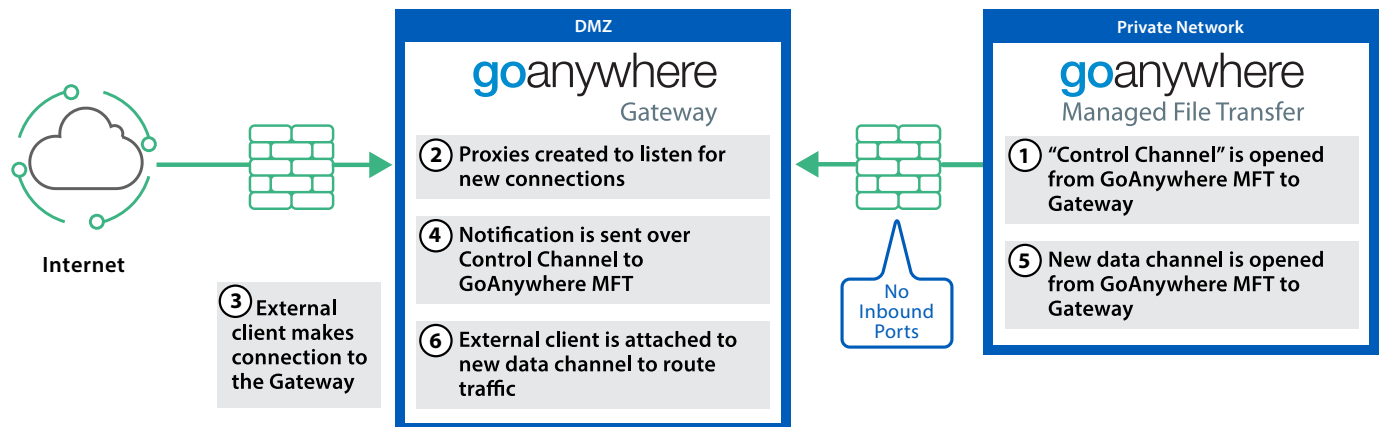 DMZ
goanywhere
Gateway
2 Proxies created to listen for
new connections
4 Notification is sent over
Control Channel to
GoAnywhere MFT
6 External client is attached to
new data channel to route
traffic
Internet
3 External
client makes
connection to
the Gateway
No
Inbound
Ports
Private Network
goanywhere
Managed File Transfer
1 “Control Channel” is opened
from GoAnywhere MFT to
Gateway
5 New data channel is opened
from GoAnywhere MFT to
Gateway